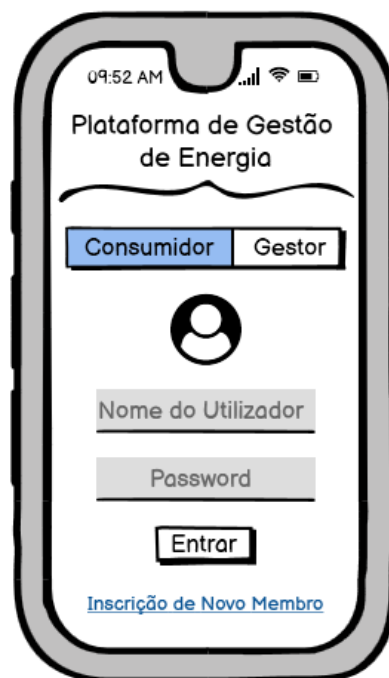 09:52 AM
Plataforma de Gestão
de Energia
Consumidor Gestor
Nome do Utilizador
Password
Entrar
Inscrição de Novo Membro